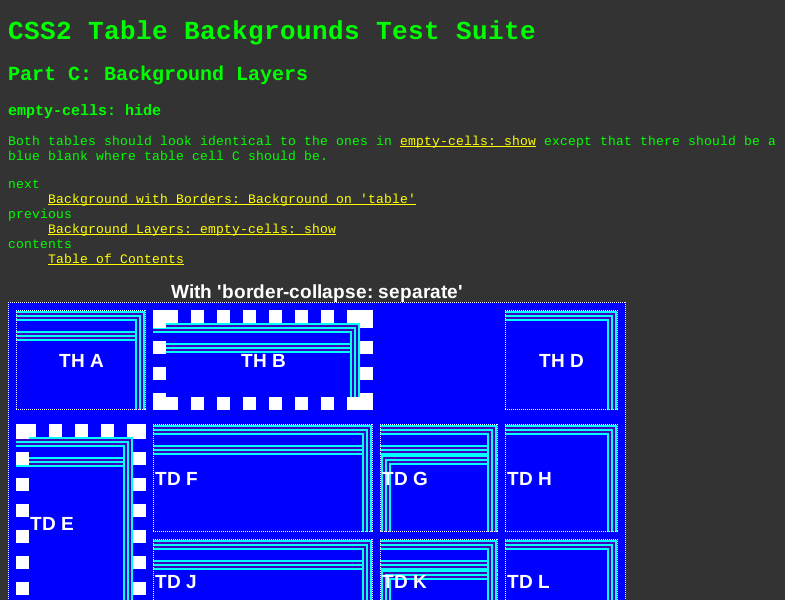 CSS2 Table Backgrounds Test Suite
Part C: Background Layers
empty-cells: hide
Both tables should look identical to the ones in empty-cells: show except that there should be a
blue blank where table cell C should be.
next
Background with Borders: Background on 'table'
previous
Background Layers: empty-cells: show
contents
Table of Contents
With 'border-collapse: separate'
TH A
TH B
TH D
TD E
TD F
TD G
TD H
TD J
TD K
TD L